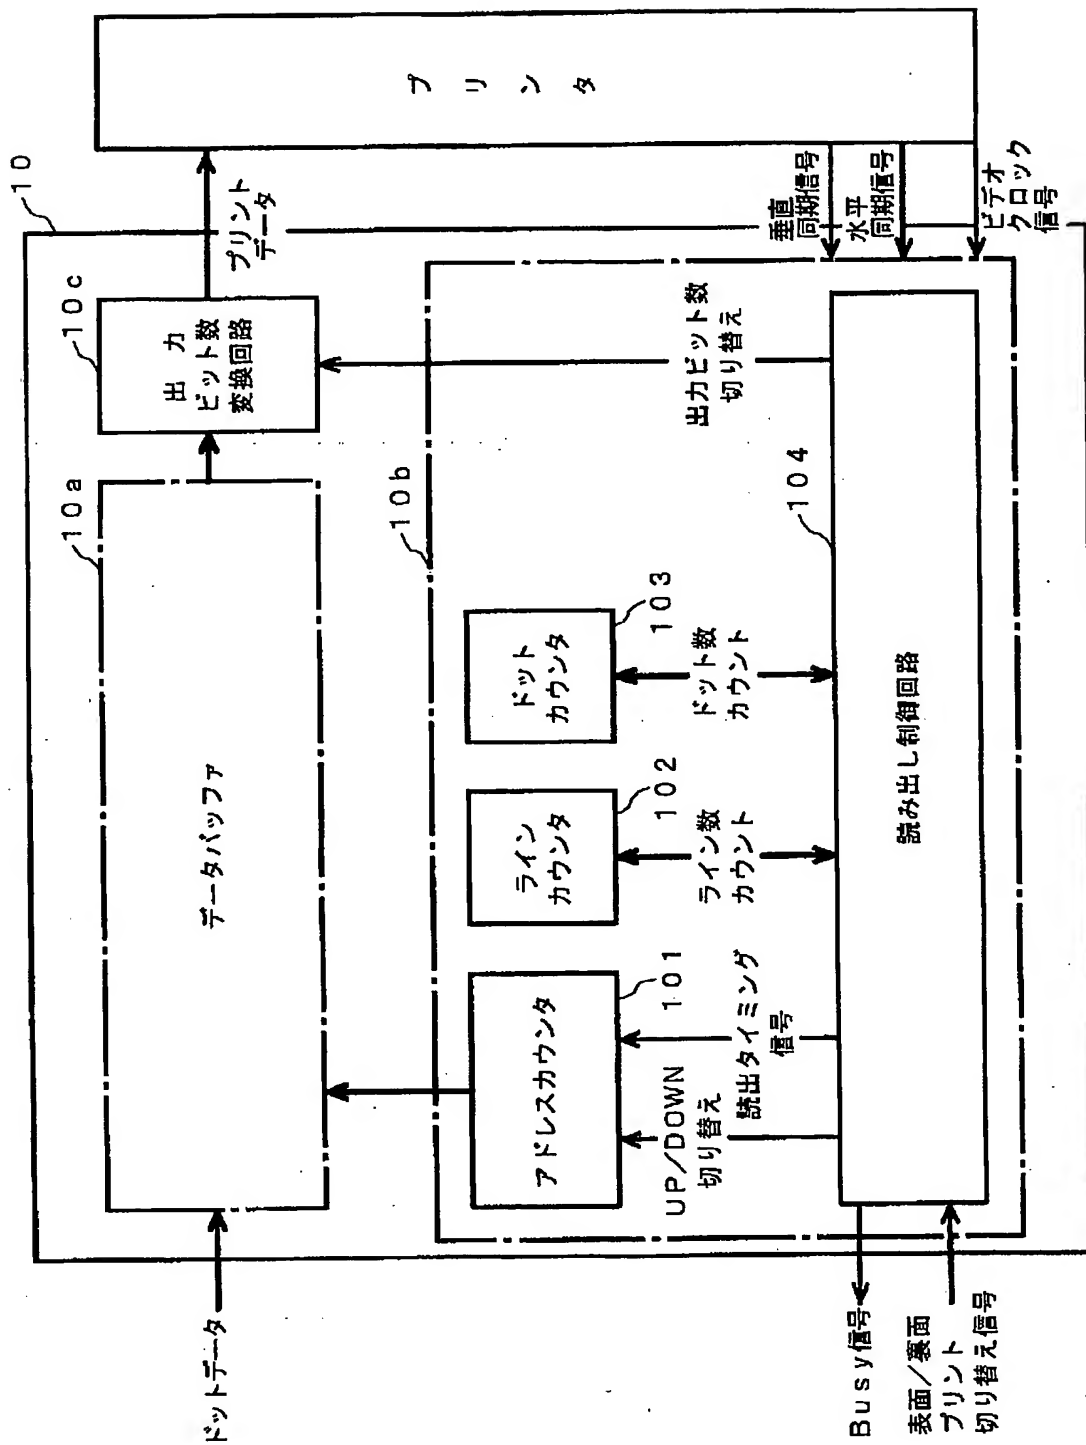 ドットデータ
データバッファ
10a
出力
ビット数
変換回路
10c
プリント
データ
10
プリンタ
アドレスカウンタ
101
ライン
カウンタ
102
ドット
カウンタ
103
10b
UP/DOWN
切り替え
読出タイミング
信号
ライン数
カウント
ドット数
カウント
出力ビット数
切り替え
垂直
同期信号
水平
同期信号
ビデオ
クロック
信号
読み出し制御回路
104
Busy信号
表面/裏面
プリント
切り替え信号